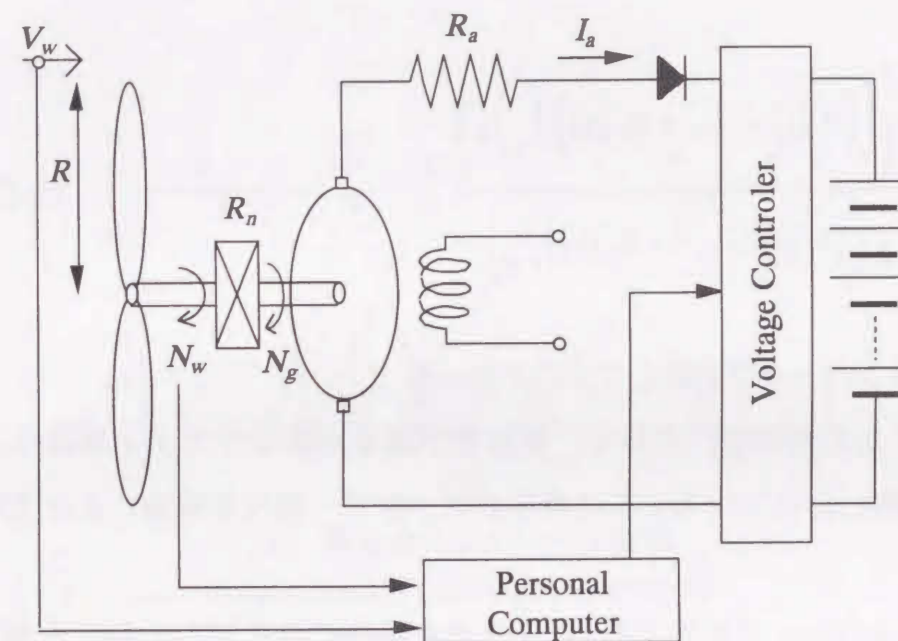 V_w
R
R_n
N_w
N_g
R_a
I_a
Voltage Controler
Personal
Computer